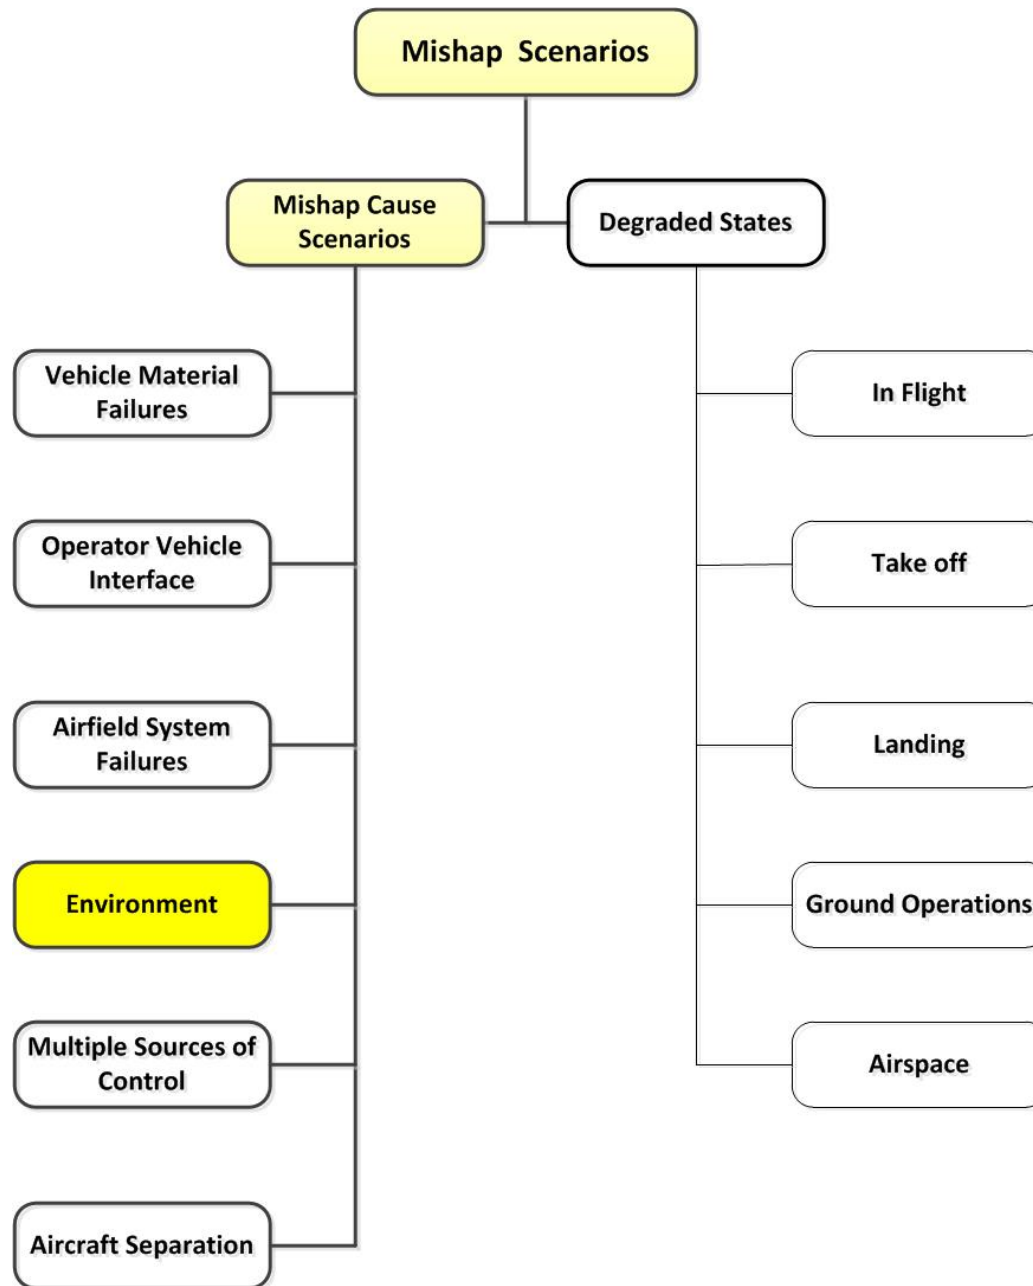 Mishap Scenarios
Mishap Cause
Scenarios
Degraded States
Vehicle Material
Failures
In Flight
Operator Vehicle
Interface
Take off
Airfield System
Failures
Landing
Environment
Ground Operations
Multiple Sources of
Control
Airspace
Aircraft Separation